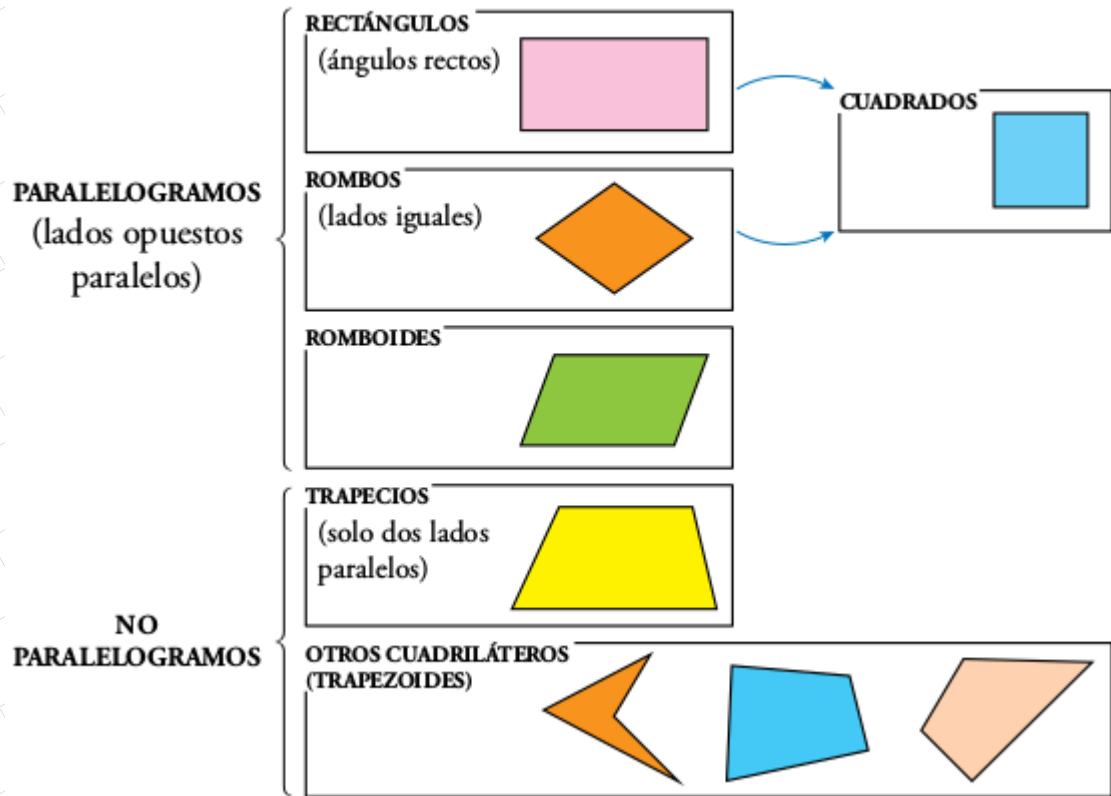 RECTÁNGULOS
(ángulos rectos)
CUADRADOS
PARALELOGRAMOS
(lados opuestos
paralelos)
ROMBOS
(lados iguales)
ROMBOIDES
TRAPECIOS
(solo dos lados
paralelos)
NO
PARALELOGRAMOS
OTROS CUADRILÁTEROS
(TRAPEZOIDES)